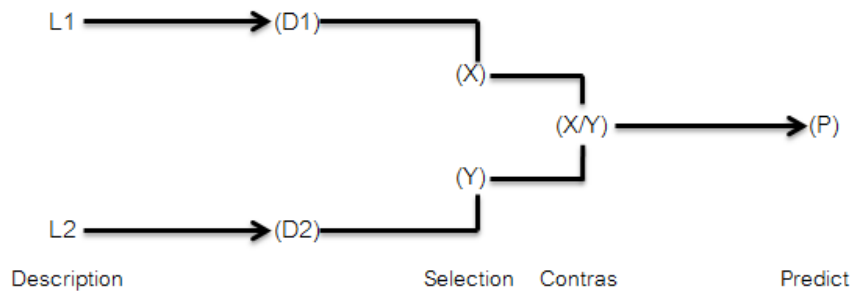 L1 (D1)
(X)
(X/Y) (P)
(Y)
L2 (D2)
Description Selection Contras Predict